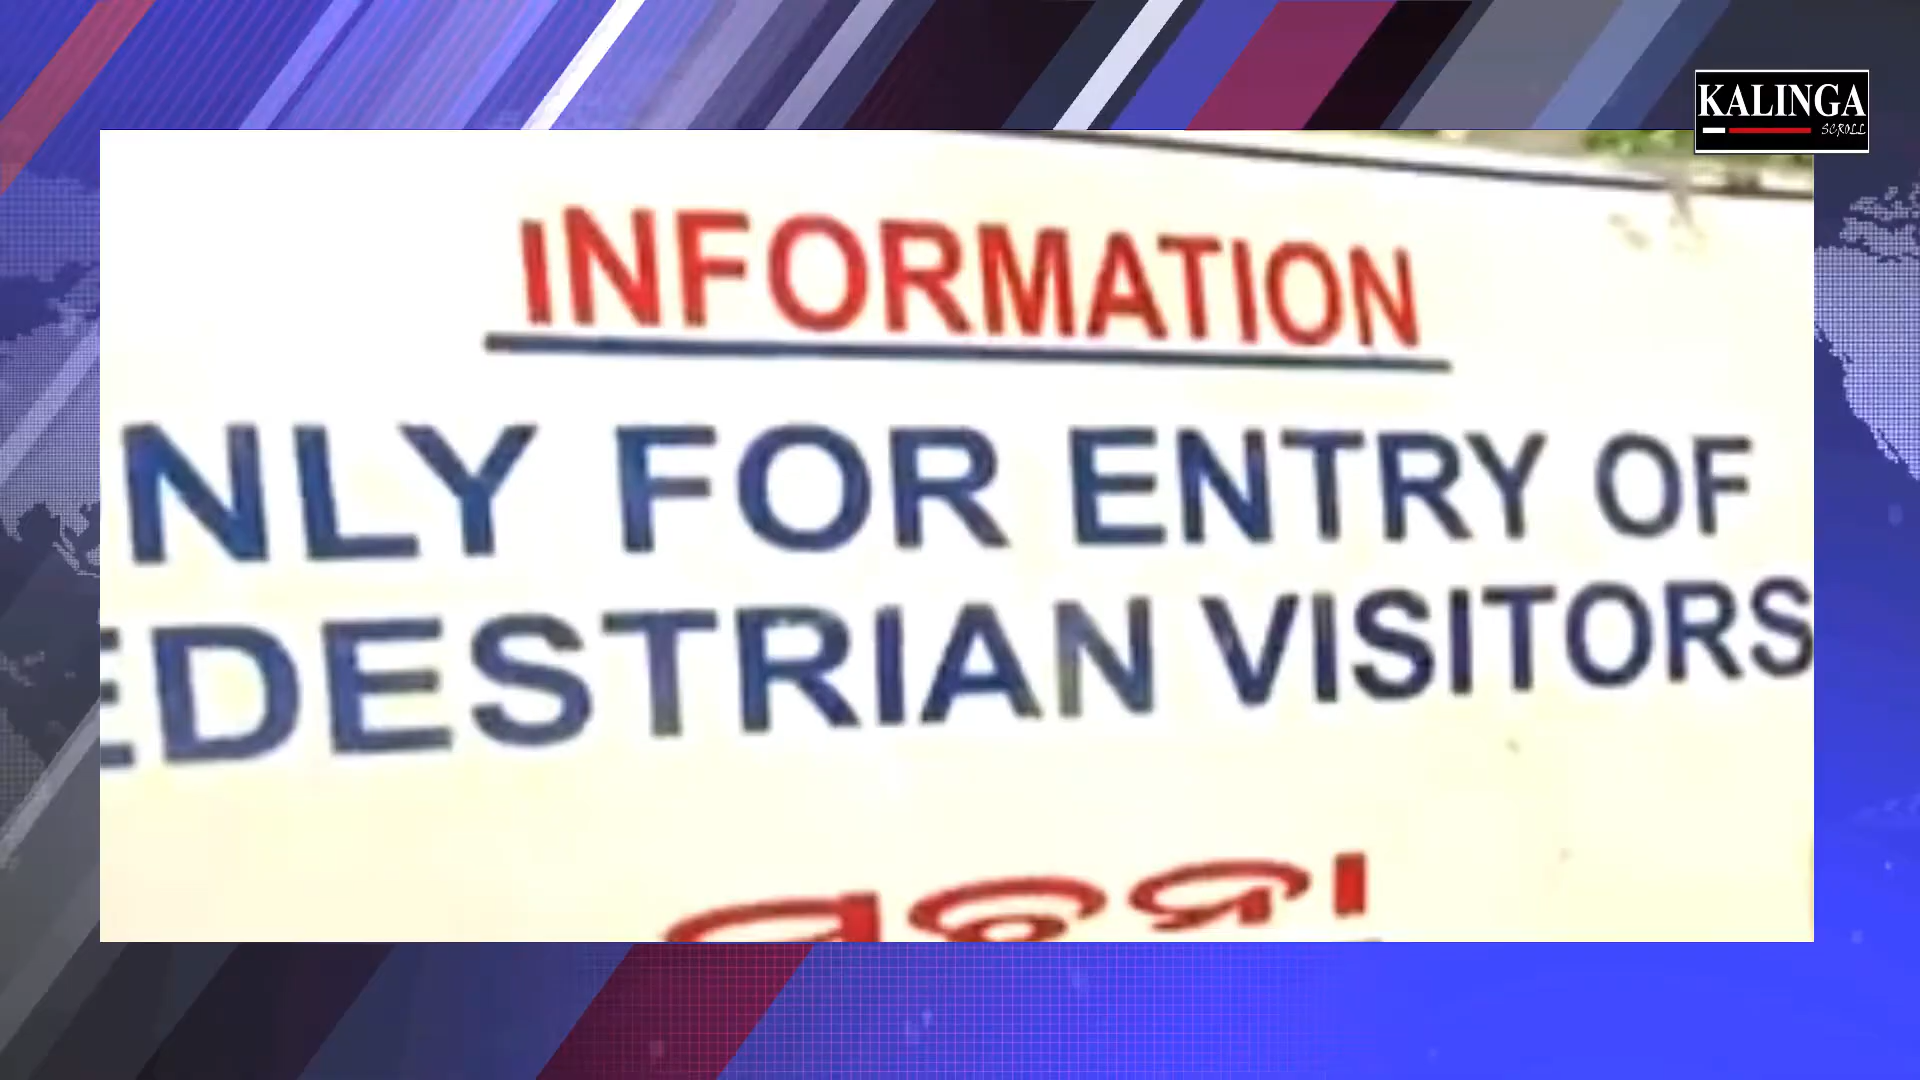 KALINGA
SCROLL
INFORMATION
NLY FOR ENTRY OF
EDESTRIAN VISITORS